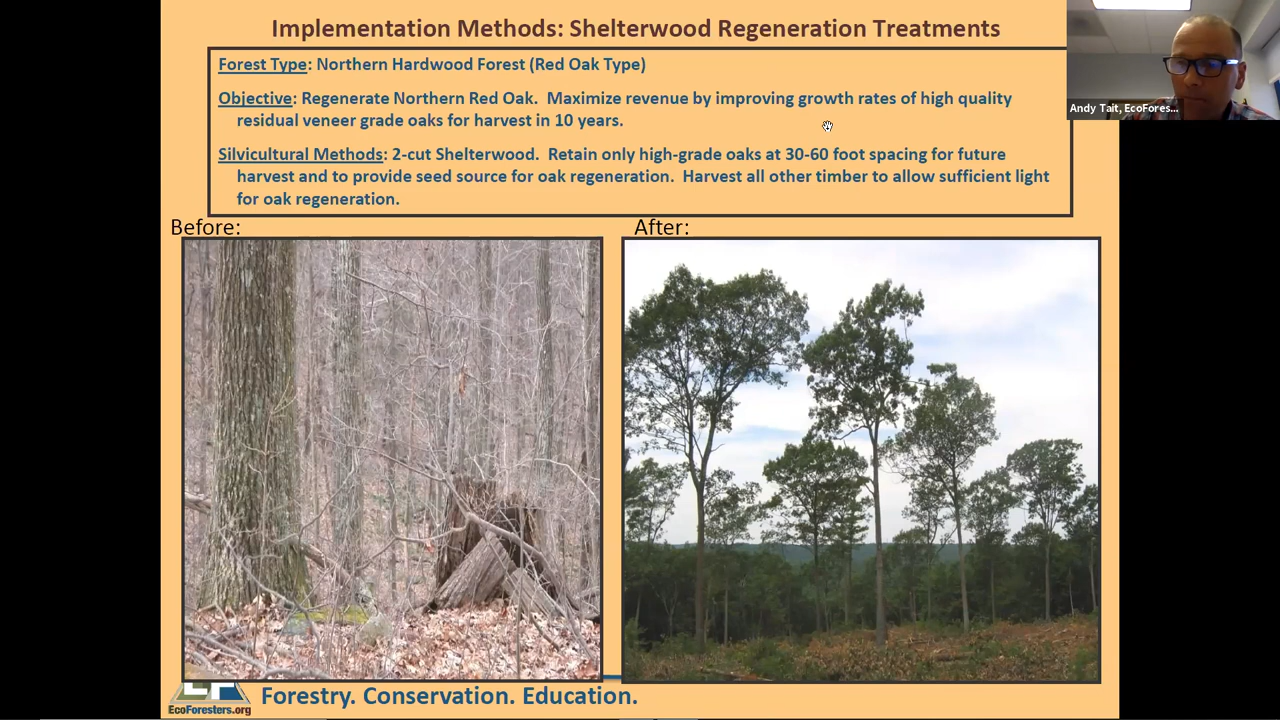 Implementation Methods: Shelterwood Regeneration Treatments
Andy Tait, EcoFores...
Forest Type: Northern Hardwood Forest (Red Oak Type)
Objective: Regenerate Northern Red Oak. Maximize revenue by improving growth rates of high quality
residual veneer grade oaks for harvest in 10 years.
Silvicultural Methods: 2-cut Shelterwood. Retain only high-grade oaks at 30-60 foot spacing for future
harvest and to provide seed source for oak regeneration. Harvest all other timber to allow sufficient light
for oak regeneration.
Before:
After:
Forestry. Conservation. Education.
EcoForesters.org